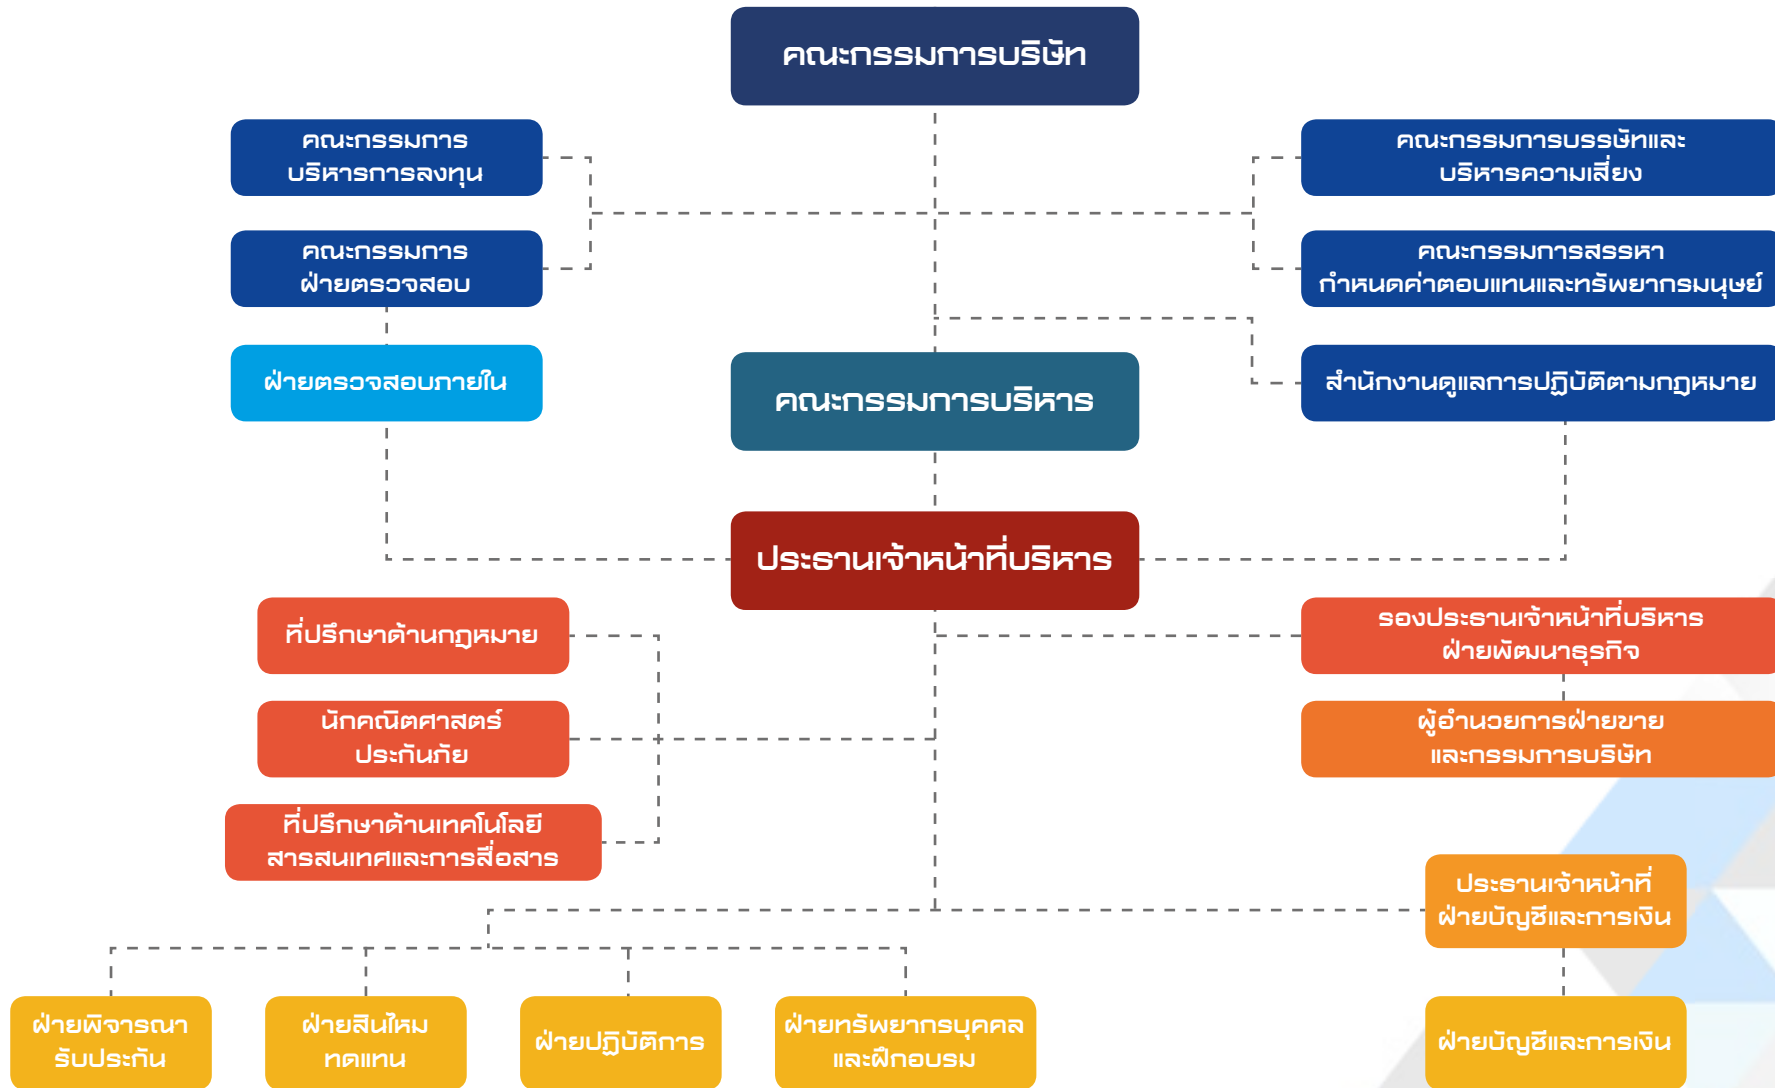 คณะกรรมการบริษัท
คณะกรรมการ
บริหารการลงทุน
คณะกรรมการบรรษัทและ
บริหารความเสี่ยง
คณะกรรมการ
ฝ่ายตรวจสอบ
คณะกรรมการสรรหา
กำหนดค่าตอบแทนและทรัพยากรมนุษย์
ฝ่ายตรวจสอบภายใน
คณะกรรมการบริหาร
สำนักงานดูแลการปฏิบัติตามกฎหมาย
ประธานเจ้าหน้าที่บริหาร
ที่ปรึกษาด้านกฎหมาย
รองประธานเจ้าหน้าที่บริหาร
ฝ่ายพัฒนาธุรกิจ
นักคณิตศาสตร์
ประกันภัย
ผู้อำนวยการฝ่ายขาย
และกรรมการบริษัท
ที่ปรึกษาด้านเทคโนโลยี
สารสนเทศและการสื่อสาร
ประธานเจ้าหน้าที่
ฝ่ายบัญชีและการเงิน
ฝ่ายพิจารณา
รับประกัน
ฝ่ายสินไหม
ทดแทน
ฝ่ายปฏิบัติการ
ฝ่ายทรัพยากรบุคคล
และฝึกอบรม
ฝ่ายบัญชีและการเงิน